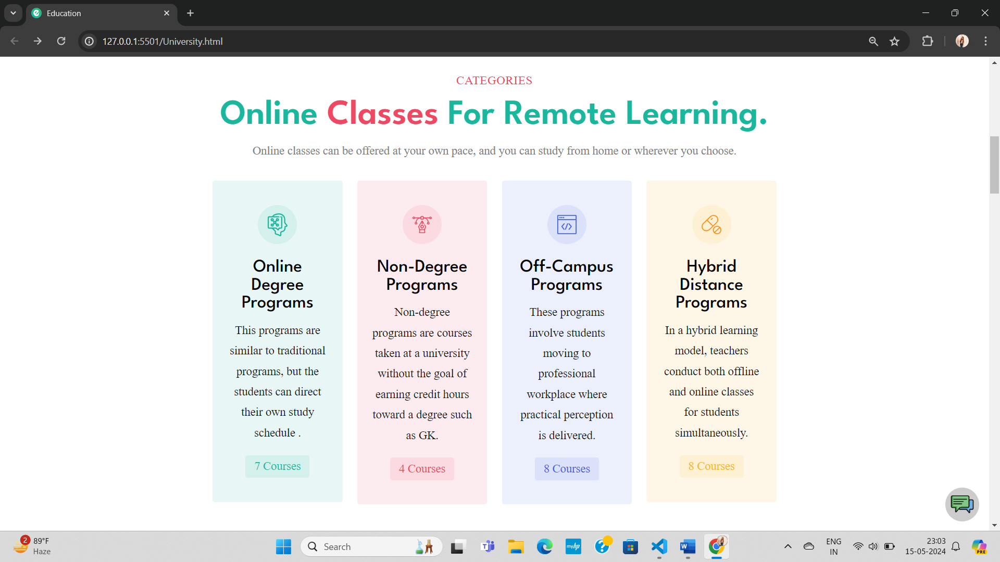 Education
127.0.0.1:5501/University.html
CATEGORIES
Online Classes For Remote Learning.
Online classes can be offered at your own pace, and you can study from home or wherever you choose.
Online
Degree
Programs
This programs are
similar to traditional
programs, but the
students can direct
their own study
schedule .
7 Courses
Non-Degree
Programs
Non-degree
programs are courses
taken at a university
without the goal of
earning credit hours
toward a degree such
as GK.
4 Courses
Off-Campus
Programs
These programs
involve students
moving to
professional
workplace where
practical perception
is delivered.
8 Courses
Hybrid
Distance
Programs
In a hybrid learning
model, teachers
conduct both offline
and online classes
for students
simultaneously.
8 Courses
2
89°F
Haze
Search
T
myhp
?
W
ENG
IN
23:03
15-05-2024
PRE